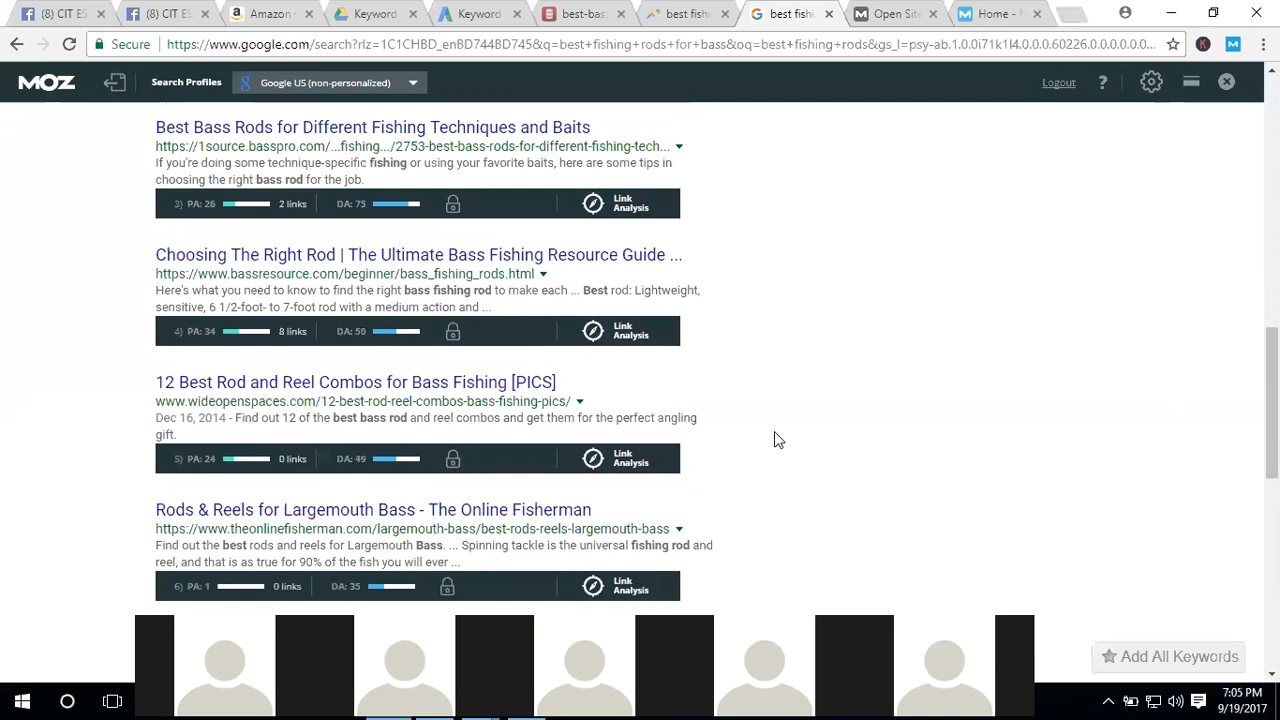 (8) CIT ES
(8) CIT ES
Amazon
Keyword
Keyword
best-bas
best fish
best fishi
Open Sit
Home -
Secure
https://www.google.com/search?rlz=1C1CHBD_enBD744BD745&q=best+fishing+rods+for+bass&oq=best+fishing+rods&gs_l=psy-ab.1.0.0i71k1l4.0.0.0.60226.0.0.0.0.0.0...
MOZ
Search Profiles
Google US (non-personalized)
Logout
?
Best Bass Rods for Different Fishing Techniques and Baits
https://1source.basspro.com/...fishing.../2753-best-bass-rods-for-different-fishing-tech...
If you're doing some technique-specific fishing or using your favorite baits, here are some tips in
choosing the right bass rod for the job.
3) PA: 26 2 links DA: 75 Link Analysis
Choosing The Right Rod | The Ultimate Bass Fishing Resource Guide ...
https://www.bassresource.com/beginner/bass_fishing_rods.html
Here's what you need to know to find the right bass fishing rod to make each ... Best rod: Lightweight,
sensitive, 6 1/2-foot- to 7-foot rod with a medium action and ...
4) PA: 34 8 links DA: 50 Link Analysis
12 Best Rod and Reel Combos for Bass Fishing [PICS]
www.wideopenspaces.com/12-best-rod-reel-combos-bass-fishing-pics/
Dec 16, 2014 - Find out 12 of the best bass rod and reel combos and get them for the perfect angling
gift.
5) PA: 24 0 links DA: 49 Link Analysis
Rods & Reels for Largemouth Bass - The Online Fisherman
https://www.theonlinefisherman.com/largemouth-bass/best-rods-reels-largemouth-bass
Find out the best rods and reels for Largemouth Bass. ... Spinning tackle is the universal fishing rod and
reel, and that is as true for 90% of the fish you will ever ...
6) PA: 1 0 links DA: 35 Link Analysis
Add All Keywords
7:05 PM
9/19/2017